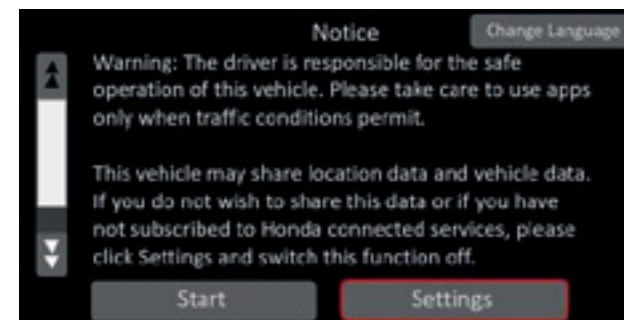 Notice
Change Language
Warning: The driver is responsible for the safe
operation of this vehicle. Please take care to use apps
only when traffic conditions permit.
This vehicle may share location data and vehicle data.
If you do not wish to share this data or if you have
not subscribed to Honda connected services, please
click Settings and switch this function off.
Start
Settings